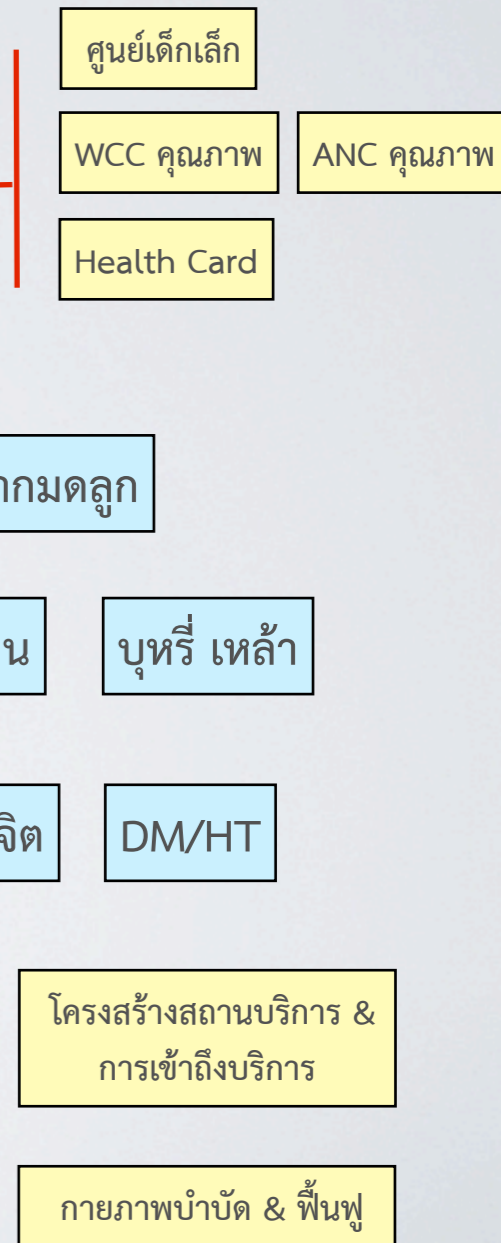 ศูนย์เด็กเล็ก
WCC คุณภาพ
ANC คุณภาพ
Health Card
ากมดลูก
น
บุหรี่ เหล้า
จิต
DM/HT
โครงสร้างสถานบริการ &
การเข้าถึงบริการ
กายภาพบำบัด & ฟื้นฟู